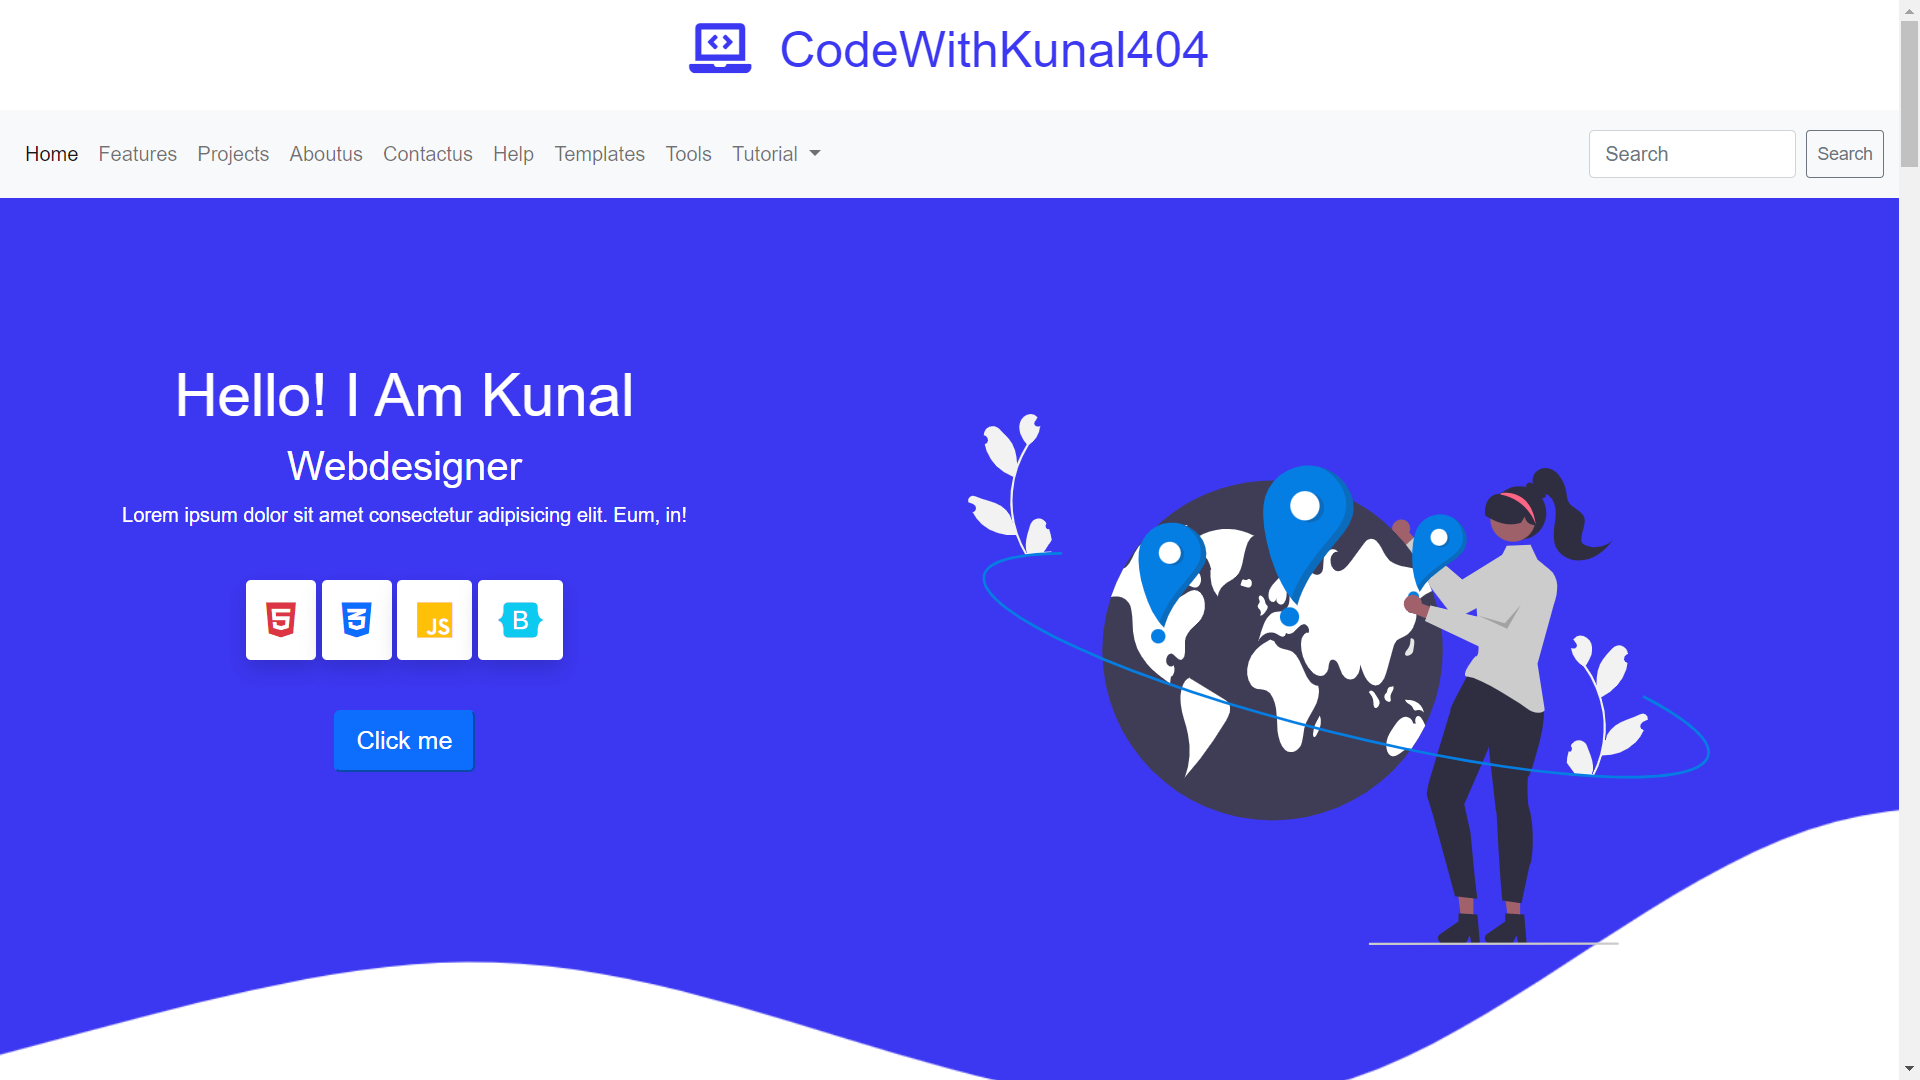 CodeWithKunal404
Home Features Projects Aboutus Contactus Help Templates Tools Tutorial Search Search
Hello! I Am Kunal
Webdesigner
Lorem ipsum dolor sit amet consectetur adipisicing elit. Eum, in!
5 3 JS B
Click me